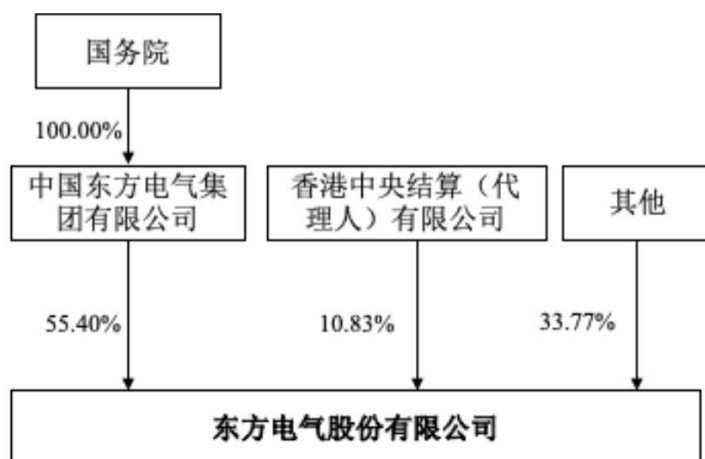 国务院
100.00%
中国东方电气集
团有限公司
香港中央结算（代
理人）有限公司
其他
55.40%
10.83%
33.77%
东方电气股份有限公司